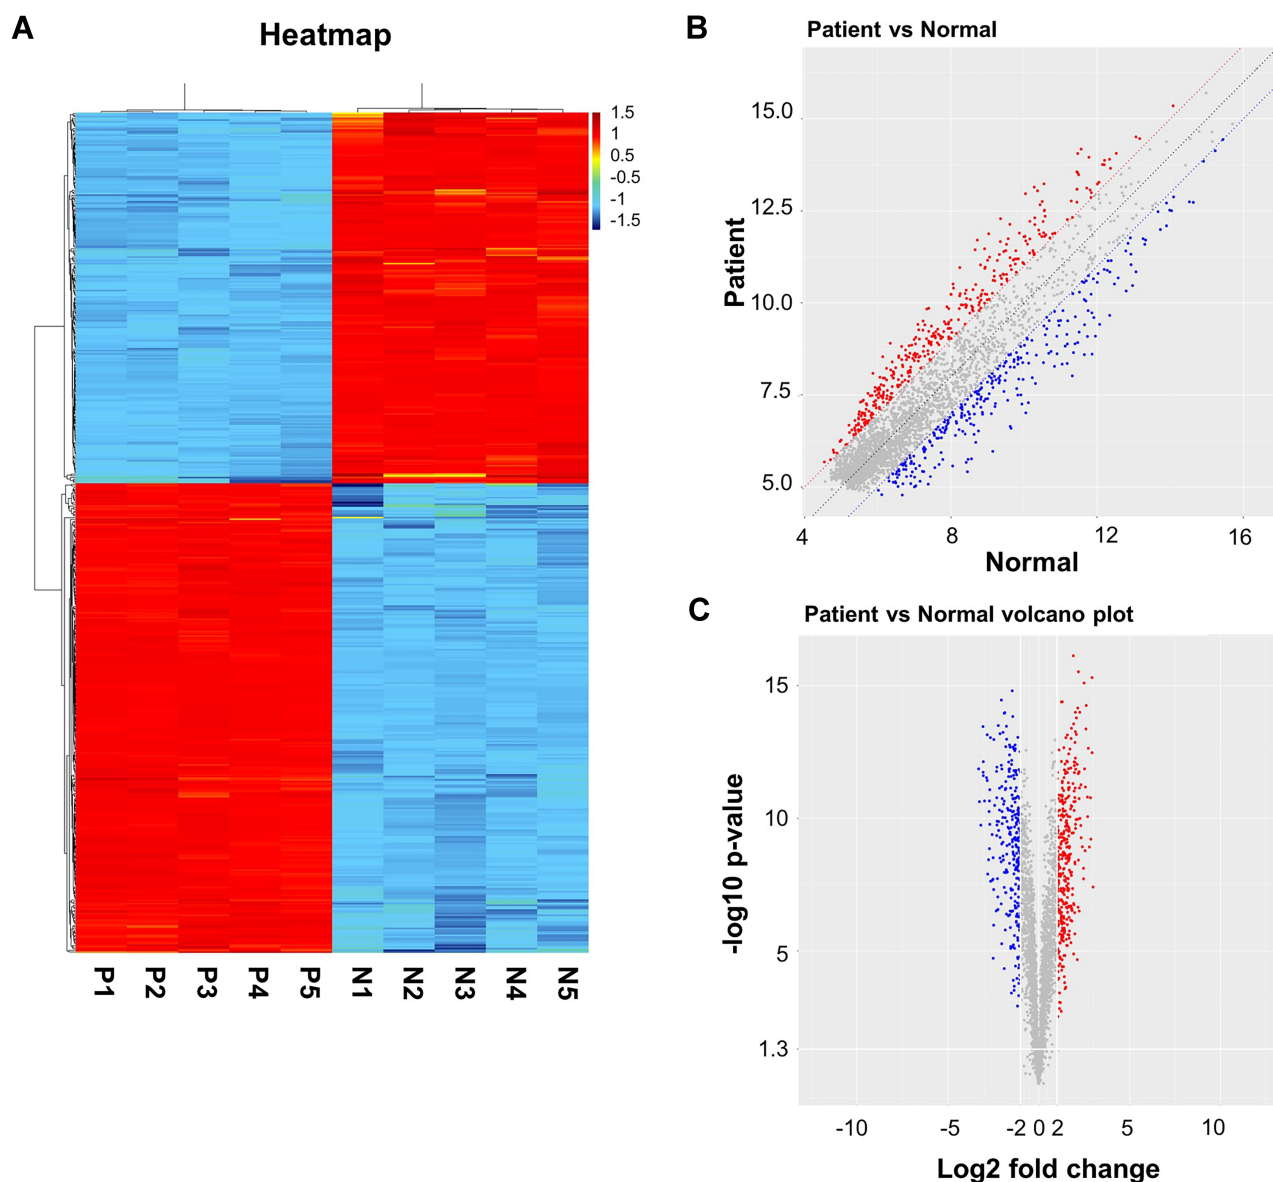 A
Heatmap
1.5
1
0.5
-0.5
-1
-1.5
P1 P2 P3 P4 P5 N1 N2 N3 N4 N5
B
Patient vs Normal
15.0
12.5
10.0
7.5
5.0
Patient
4 8 12 16
Normal
C
Patient vs Normal volcano plot
15
10
5
1.3
-log10 p-value
-10 -5 -2 0 2 5 10
Log2 fold change